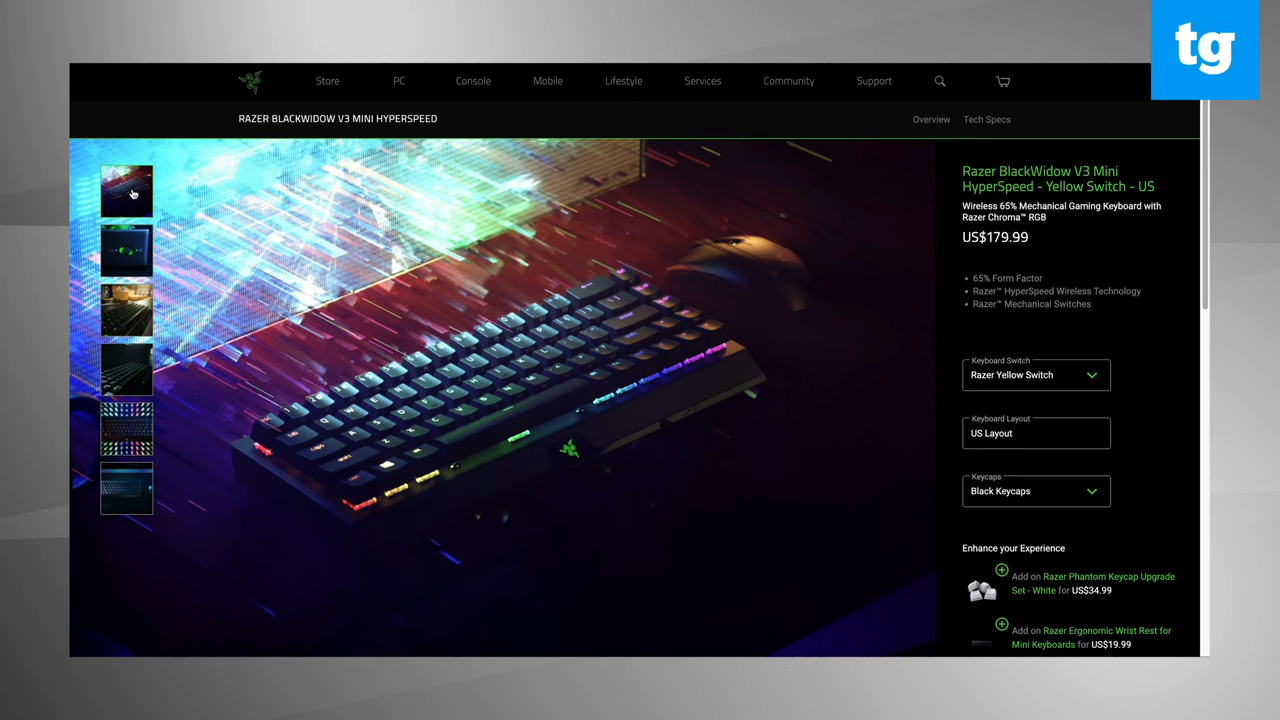 tg
Store PC Console Mobile Lifestyle Services Community Support
RAZER BLACKWIDOW V3 MINI HYPERSPEED
Overview Tech Specs
Razer BlackWidow V3 Mini
HyperSpeed - Yellow Switch - US
Wireless 65% Mechanical Gaming Keyboard with
Razer Chroma™ RGB
US$179.99
• 65% Form Factor
• Razer™ HyperSpeed Wireless Technology
• Razer™ Mechanical Switches
Keyboard Switch
Razer Yellow Switch
Keyboard Layout
US Layout
Keycaps
Black Keycaps
Enhance your Experience
Add on Razer Phantom Keycap Upgrade
Set - White for US$34.99
Add on Razer Ergonomic Wrist Rest for
Mini Keyboards for US$19.99